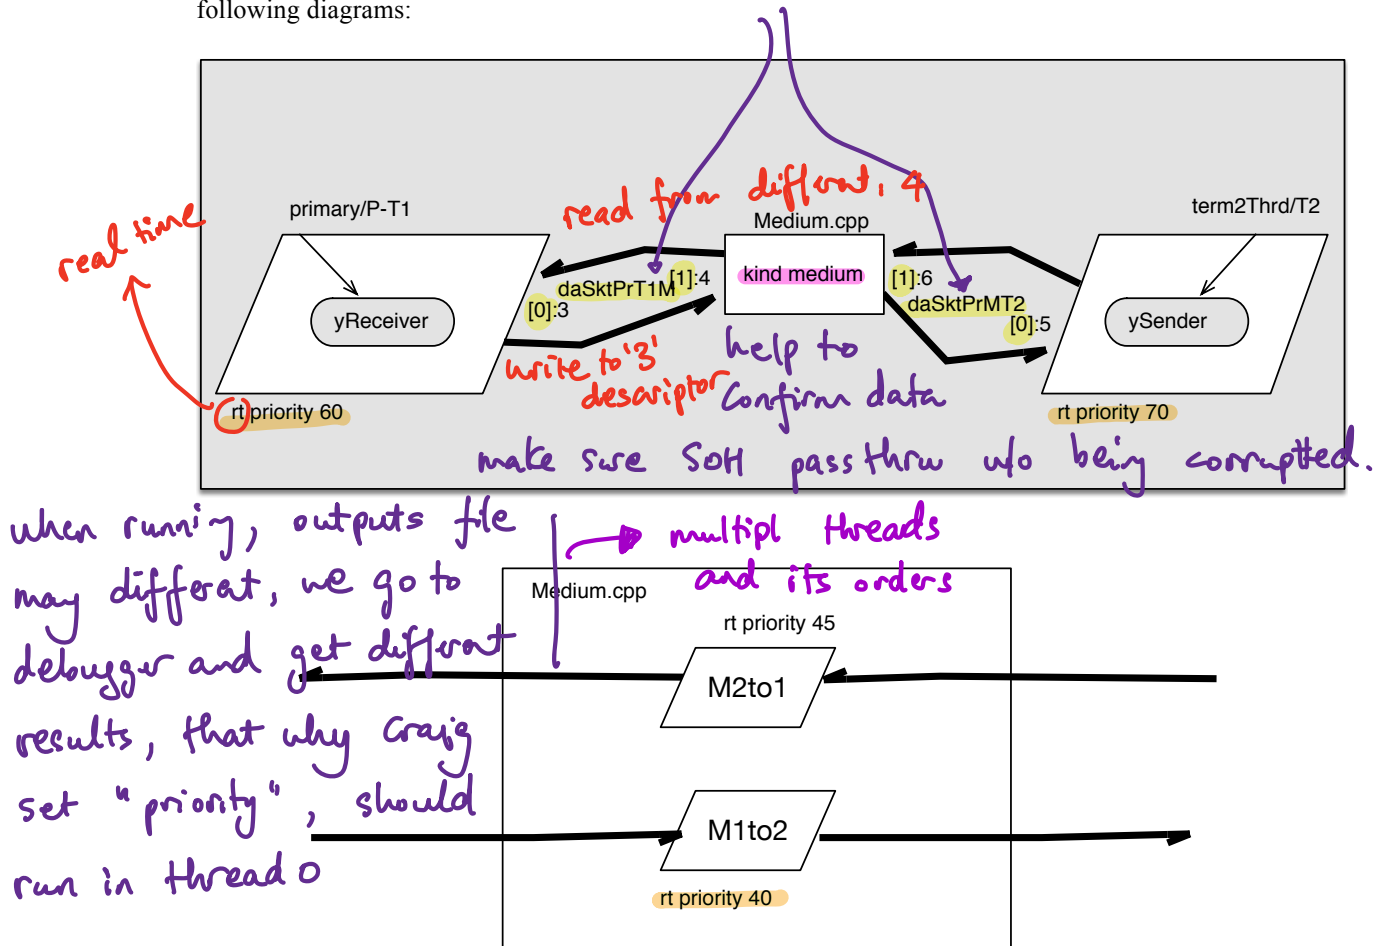 following diagrams:
primary/P-T1
term2Thrd/T2
real time
read from different, 4
Medium.cpp
kind medium
yReceiver
ySender
daSktPrT1M
[1]:4
[0]:3
[1]:6
daSktPrMT2
[0]:5
write to '3'
descriptor
help to
confirm data
rt priority 60
rt priority 70
make sure SOH pass thru w/o being corruptted.
when running, outputs file
may different, we go to
debugger and get different
results, that why Craig
set "priority", should
run in thread 0
multipl threads
and its orders
Medium.cpp
rt priority 45
M2to1
M1to2
rt priority 40